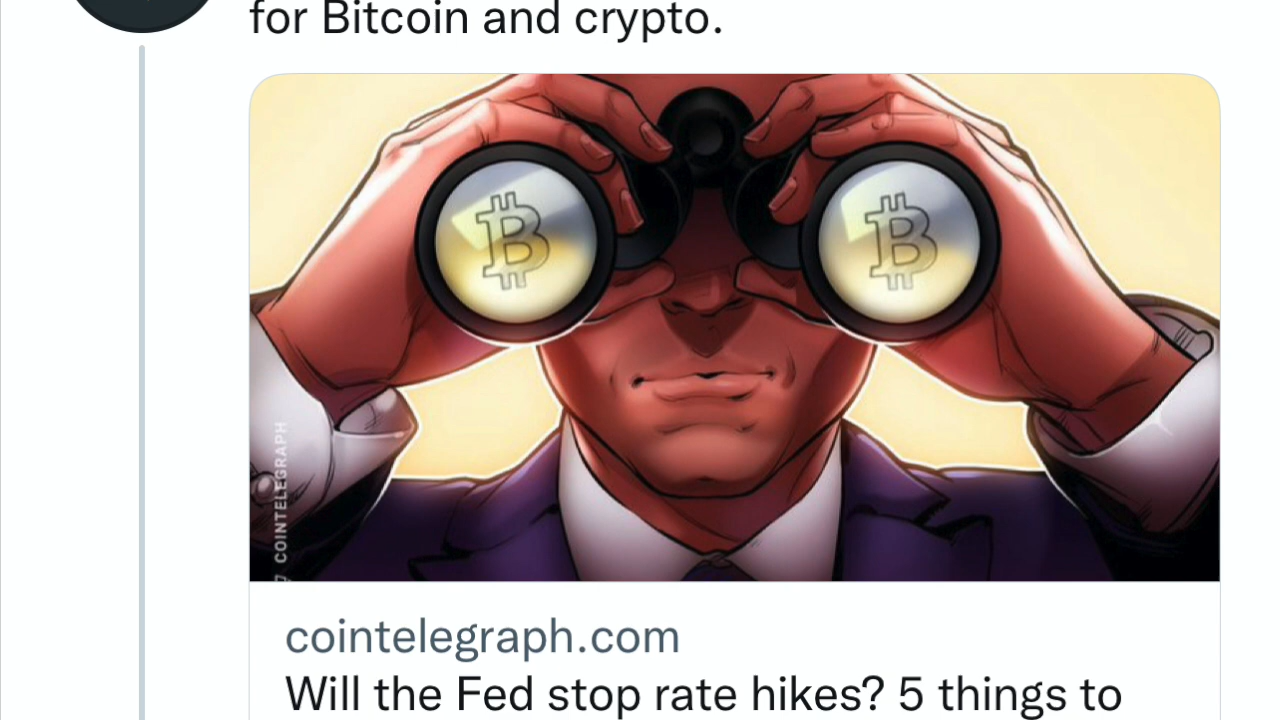 for Bitcoin and crypto.
COINTELEGRAPH
cointelegraph.com
Will the Fed stop rate hikes? 5 things to